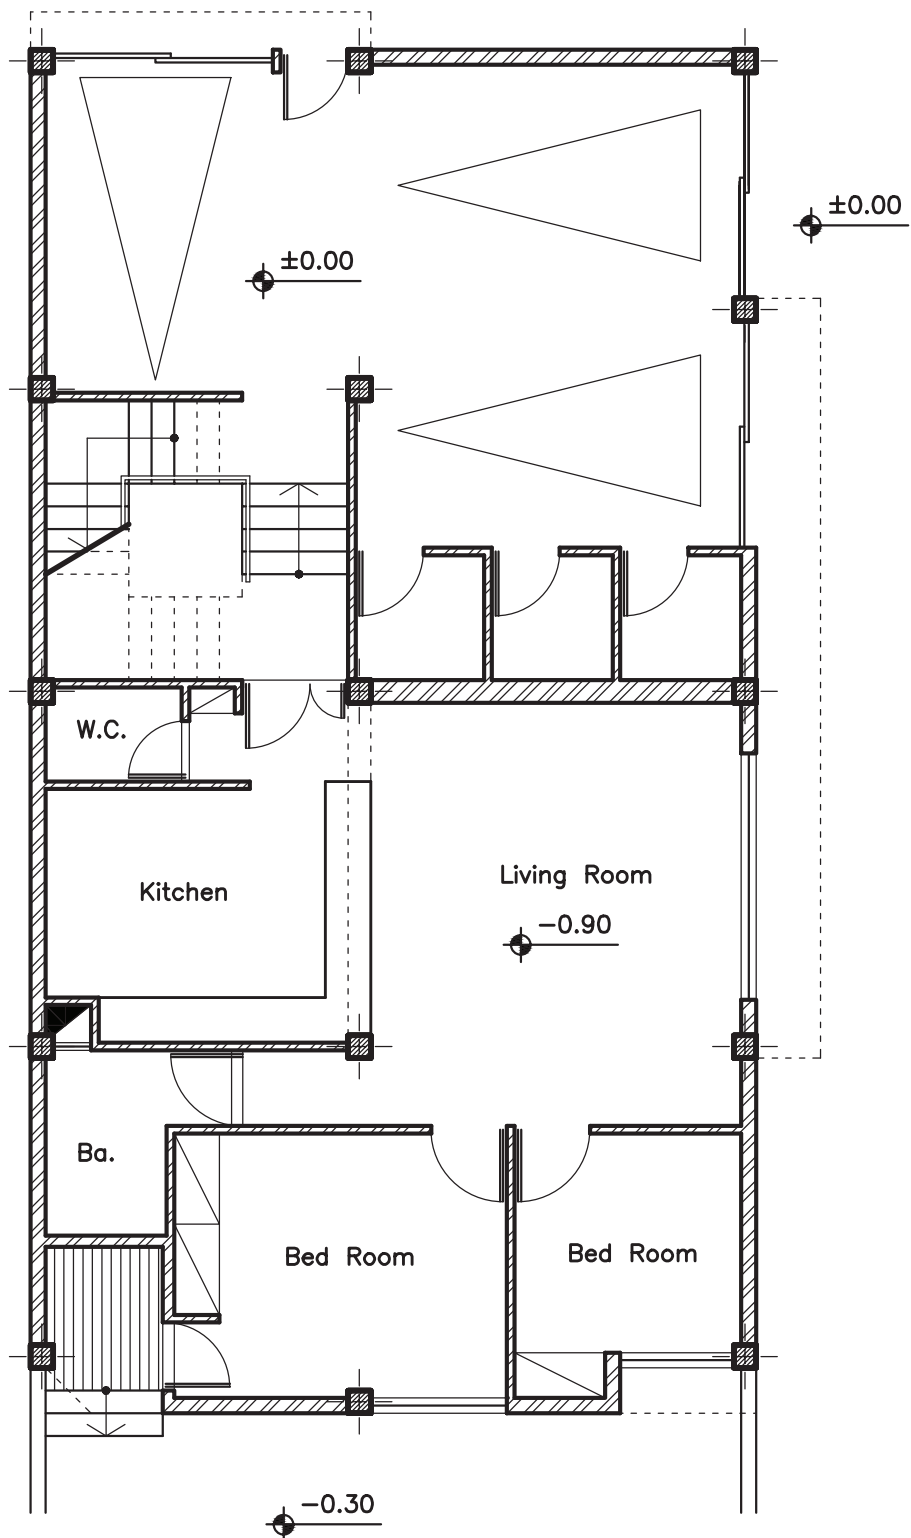 ±0.00
±0.00
W.C.
Kitchen
Living Room
-0.90
Ba.
Bed Room
Bed Room
-0.30